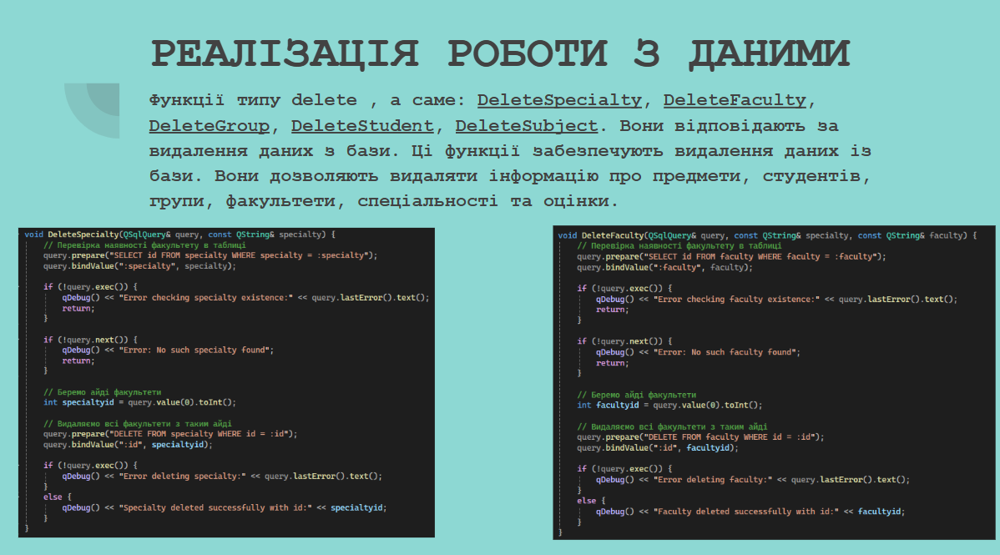 РЕАЛІЗАЦІЯ РОБОТИ З ДАНИМИ
Функції типу delete , а саме: DeleteSpecialty, DeleteFaculty,
DeleteGroup, DeleteStudent, DeleteSubject. Вони відповідають за
видалення даних з бази. Ці функції забезпечують видалення даних із
бази. Вони дозволяють видаляти інформацію про предмети, студентів,
групи, факультети, спеціальності та оцінки.
void DeleteSpecialty(QSqlQuery& query, const QString& specialty) {
// Перевірка наявності факультету в таблиці
query.prepare("SELECT id FROM specialty WHERE specialty = :specialty");
query.bindValue(":specialty", specialty);
if (!query.exec()) {
qDebug() << "Error checking specialty existence:" << query.lastError().text();
return;
}
if (!query.next()) {
qDebug() << "Error: No such specialty found";
return;
}
// Беремо айді факультети
int specialtyid = query.value(0).toInt();
// Видаляємо всі факультети з таким айді
query.prepare("DELETE FROM specialty WHERE id = :id");
query.bindValue(":id", specialtyid);
if (!query.exec()) {
qDebug() << "Error deleting specialty:" << query.lastError().text();
}
else {
qDebug() << "Specialty deleted successfully with id:" << specialtyid;
}
}
void DeleteFaculty(QSqlQuery& query, const QString& specialty, const QString& faculty) {
// Перевірка наявності факультету в таблиці
query.prepare("SELECT id FROM faculty WHERE faculty = :faculty");
query.bindValue(":faculty", faculty);
if (!query.exec()) {
qDebug() << "Error checking faculty existence:" << query.lastError().text();
return;
}
if (!query.next()) {
qDebug() << "Error: No such faculty found";
return;
}
// Беремо айді факультети
int facultyid = query.value(0).toInt();
// Видаляємо всі факультети з таким айді
query.prepare("DELETE FROM faculty WHERE id = :id");
query.bindValue(":id", facultyid);
if (!query.exec()) {
qDebug() << "Error deleting faculty:" << query.lastError().text();
}
else {
qDebug() << "Faculty deleted successfully with id:" << facultyid;
}
}